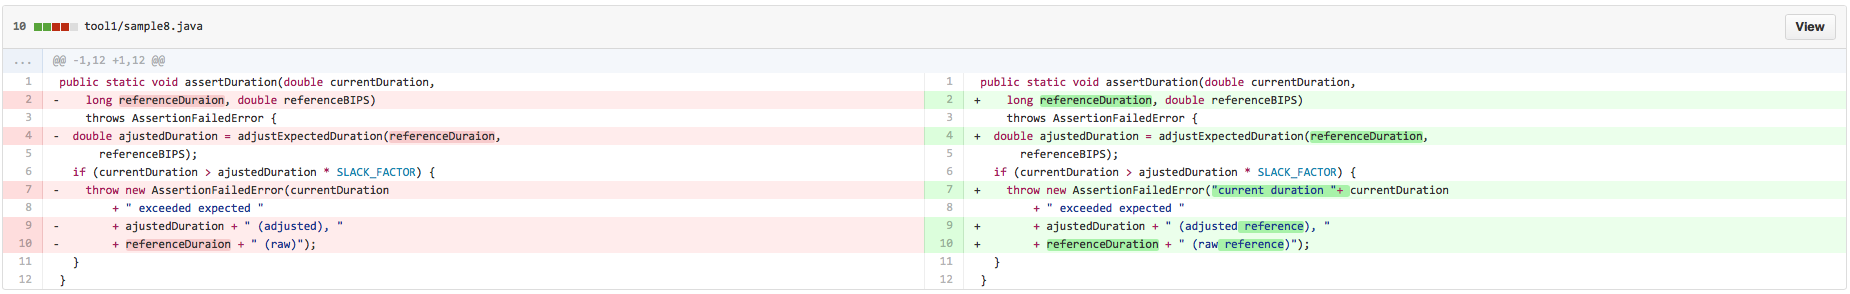 10 tool1/sample8.java View
... @@ -1,12 +1,12 @@
1 public static void assertDuration(double currentDuration,
2 - long referenceDuraion, double referenceBIPS)
3 throws AssertionFailedError {
4 - double ajustedDuration = adjustExpectedDuration(referenceDuraion,
5 referenceBIPS);
6 if (currentDuration > ajustedDuration * SLACK_FACTOR) {
7 - throw new AssertionFailedError(currentDuration
8 + " exceeded expected "
9 - + ajustedDuration + " (adjusted), "
10 - + referenceDuraion + " (raw)");
11 }
12 }
1 public static void assertDuration(double currentDuration,
2 + long referenceDuration, double referenceBIPS)
3 throws AssertionFailedError {
4 + double ajustedDuration = adjustExpectedDuration(referenceDuration,
5 referenceBIPS);
6 if (currentDuration > ajustedDuration * SLACK_FACTOR) {
7 + throw new AssertionFailedError("current duration "+ currentDuration
8 + " exceeded expected "
9 + + ajustedDuration + " (adjusted reference), "
10 + + referenceDuration + " (raw reference)");
11 }
12 }